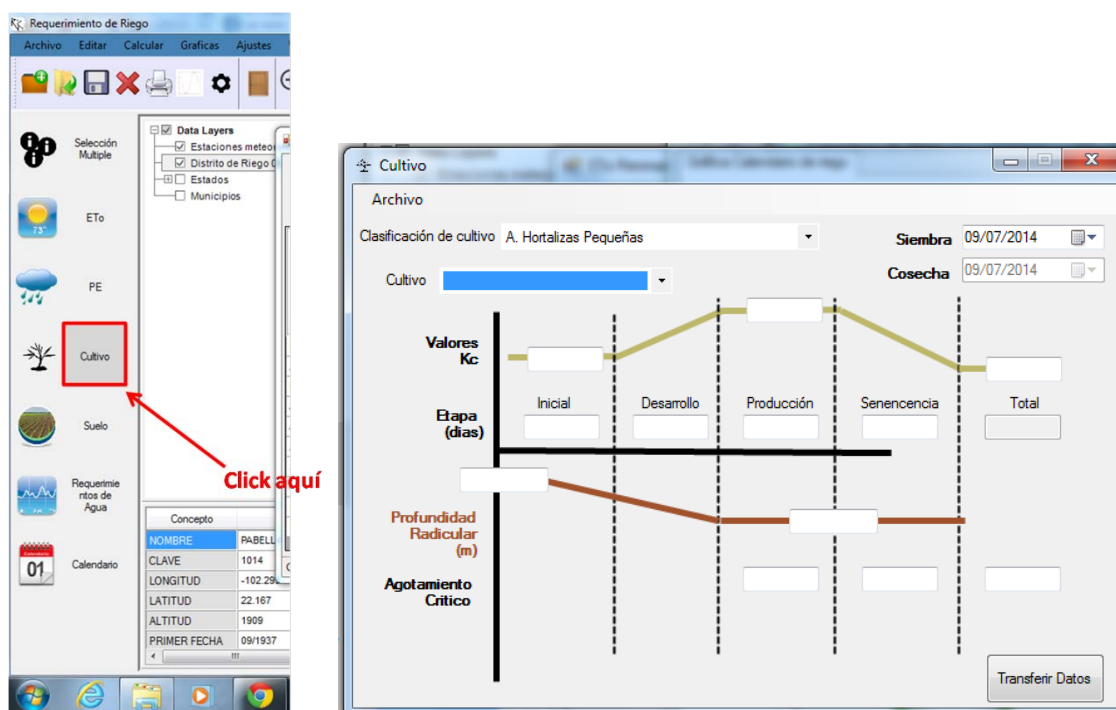 Requerimiento de Riego
Archivo Editar Calcular Graficas Ajustes
Selección
Multiple
ETo
73°
PE
Cultivo
Suelo
Requerimie
ntos de
Agua
01
Calendario
Data Layers
Estaciones meteor
Distrito de Riego
Estados
Municipios
Click aquí
Concepto
NOMBRE PABELL
CLAVE 1014
LONGITUD -102.29
LATITUD 22.167
ALTITUD 1909
PRIMER FECHA 09/1937
Cultivo
Archivo
Clasificación de cultivo A. Hortalizas Pequeñas
Siembra 09/07/2014
Cultivo
Cosecha 09/07/2014
Valores
Kc
Inicial Desarrollo Producción Senencencia Total
Etapa
(dias)
Profundidad
Radicular
(m)
Agotamiento
Critico
Transferir Datos